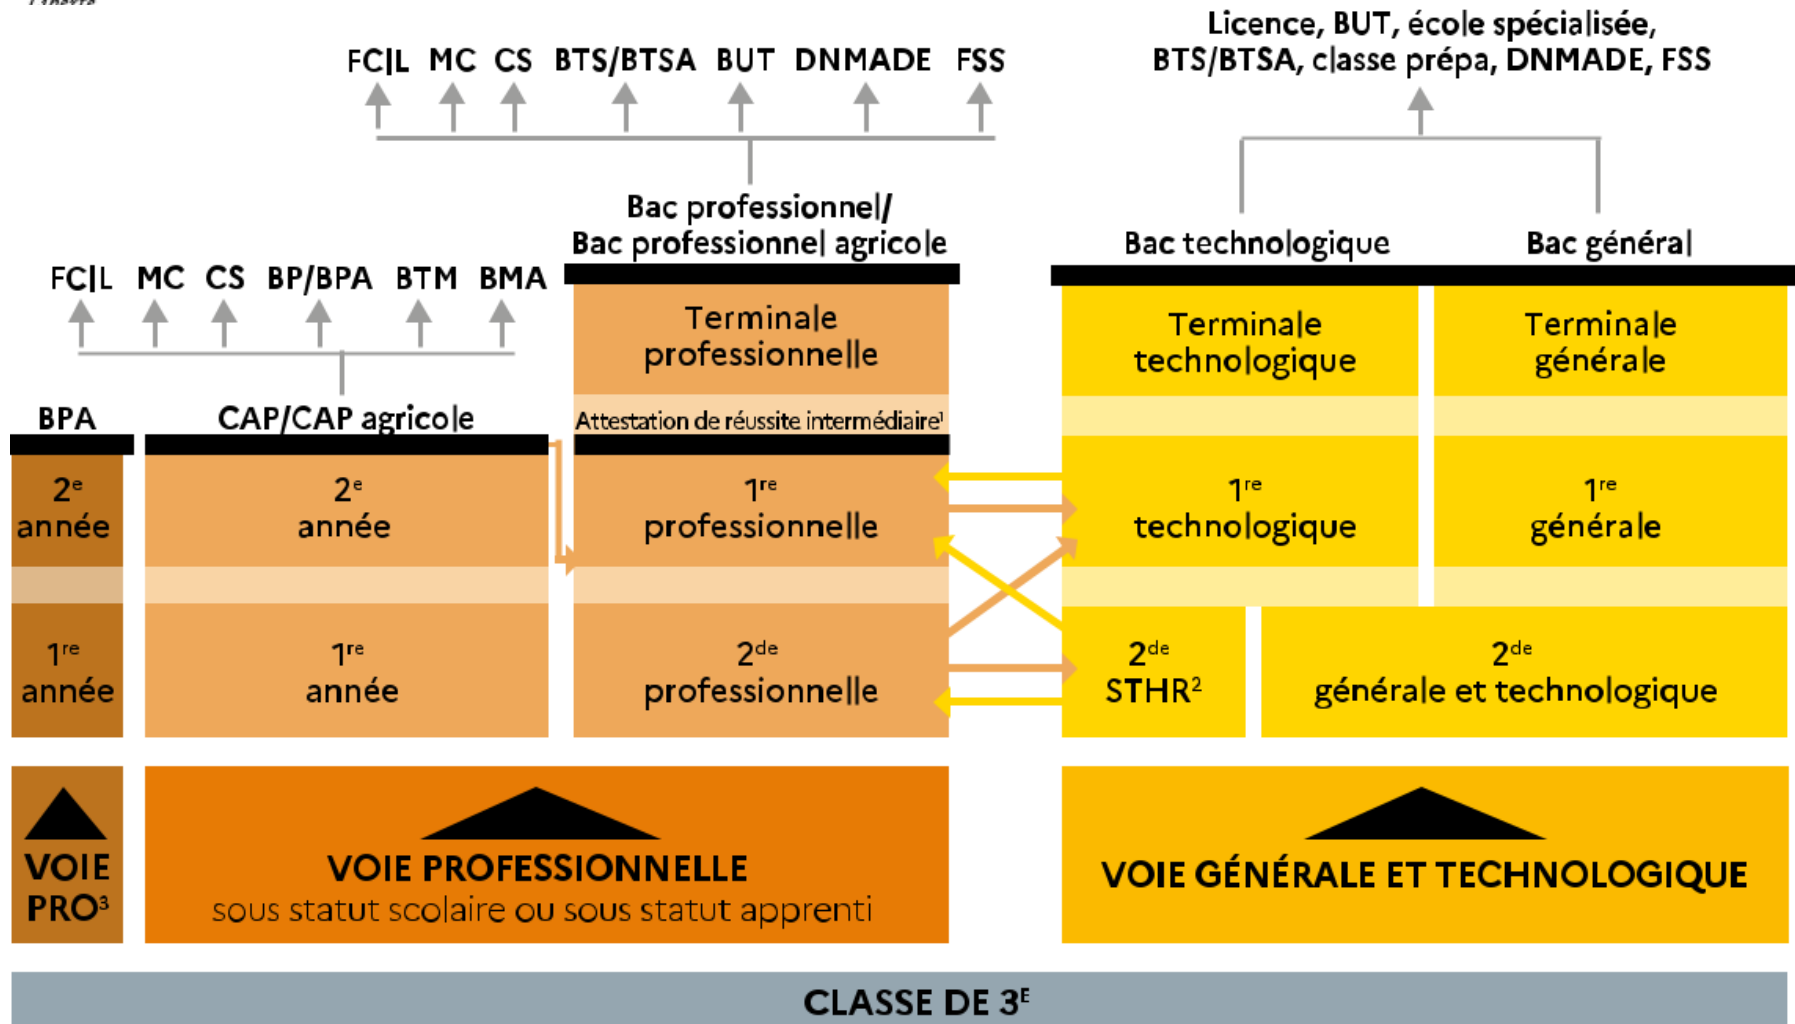 Licence, BUT, école spécialisée,
BTS/BTSA, classe prépa, DNMADE, FSS
FCIL MC CS BTS/BTSA BUT DNMADE FSS
Bac professionnel/
Bac professionnel agricole
Bac technologique
Bac général
FCIL MC CS BP/BPA BTM BMA
Terminale
professionnelle
Terminale
technologique
Terminale
générale
BPA
CAP/CAP agricole
Attestation de réussite intermédiaire¹
2e
année
2e
année
1re
professionnelle
1re
technologique
1re
générale
1re
année
1re
année
2de
professionnelle
2de
STHR²
2de
générale et technologique
VOIE
PRO³
VOIE PROFESSIONNELLE
sous statut scolaire ou sous statut apprenti
VOIE GÉNÉRALE ET TECHNOLOGIQUE
CLASSE DE 3E